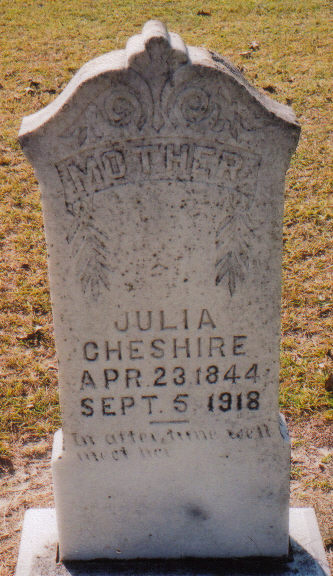 MOTHER
JULIA
CHESHIRE
APR. 23 1844
SEPT. 5, 1918
In after time we'll
meet her